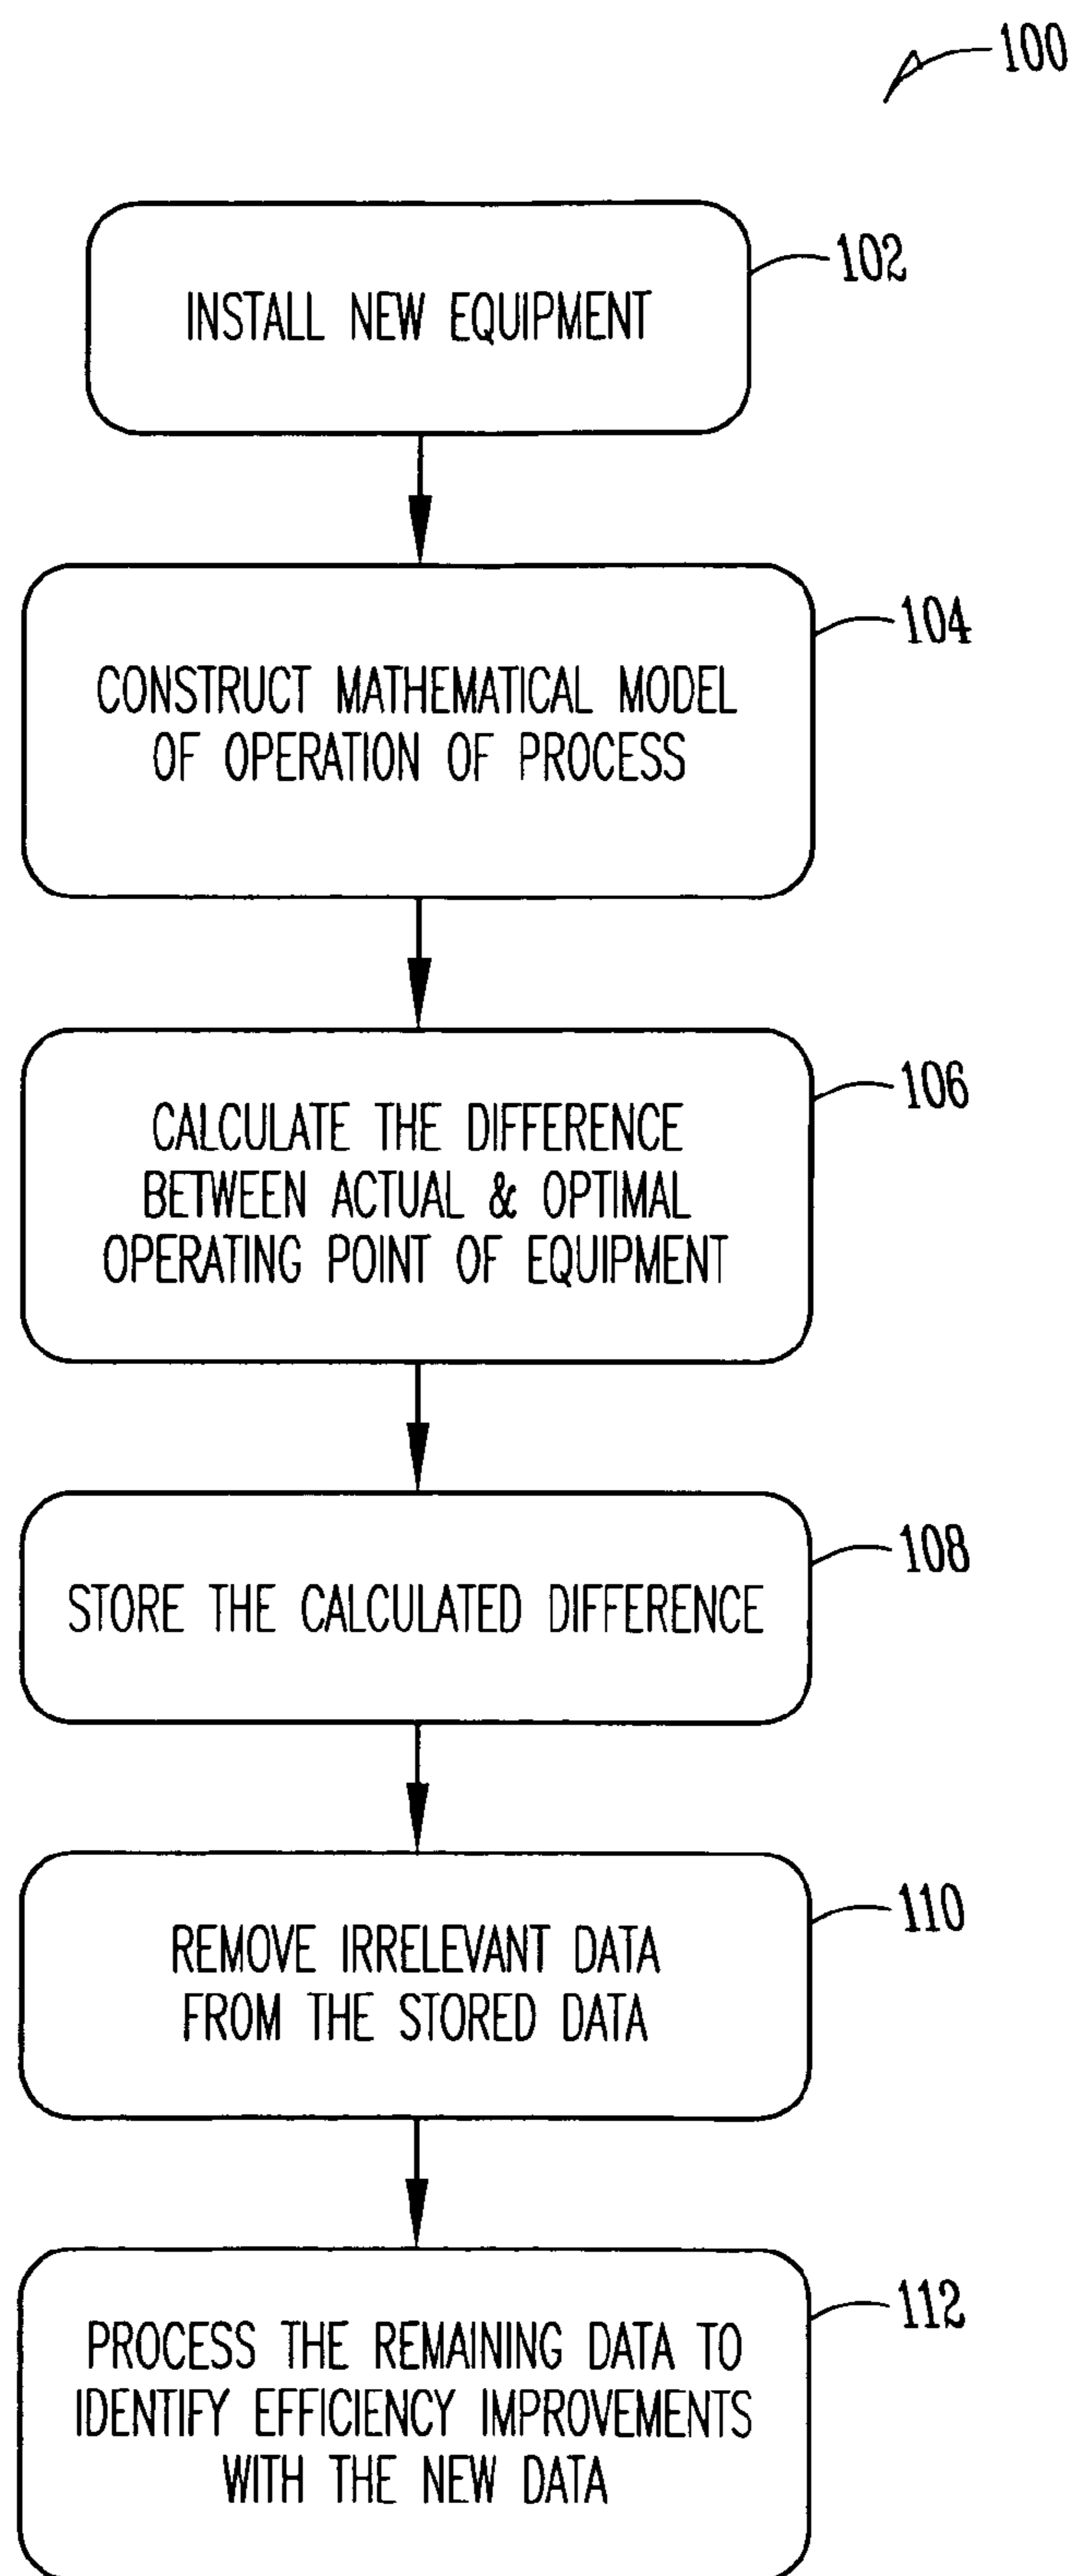 100
102
INSTALL NEW EQUIPMENT
104
CONSTRUCT MATHEMATICAL MODEL
OF OPERATION OF PROCESS
106
CALCULATE THE DIFFERENCE
BETWEEN ACTUAL & OPTIMAL
OPERATING POINT OF EQUIPMENT
108
STORE THE CALCULATED DIFFERENCE
110
REMOVE IRRELEVANT DATA
FROM THE STORED DATA
112
PROCESS THE REMAINING DATA TO
IDENTIFY EFFICIENCY IMPROVEMENTS
WITH THE NEW DATA